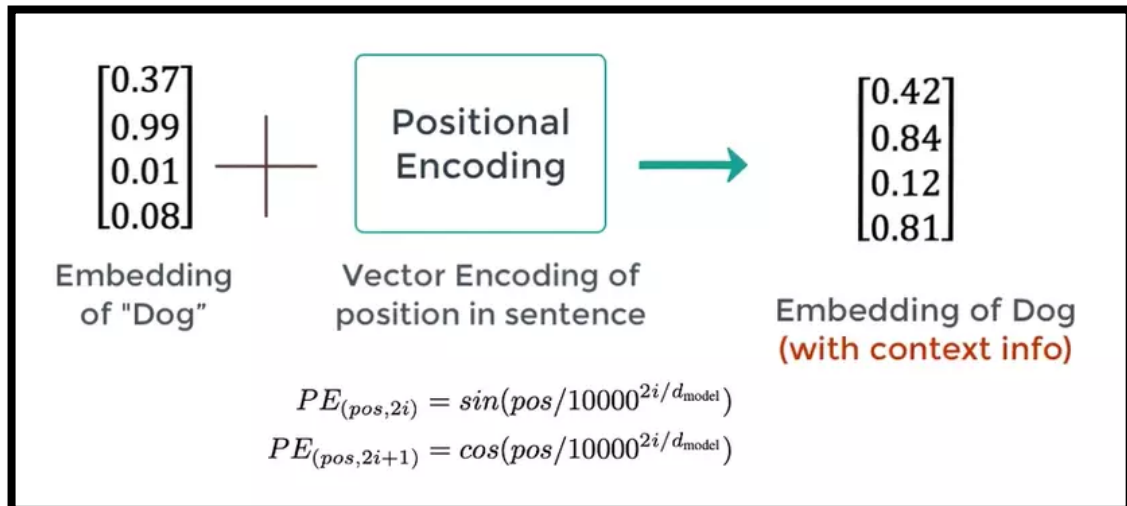 [0.37]
[0.99]
[0.01]
[0.08]
+
Positional
Encoding
[0.42]
[0.84]
[0.12]
[0.81]
Embedding
of "Dog”
Vector Encoding of
position in sentence
Embedding of Dog
(with context info)
PE(pos,2i) = sin(pos/10000^2i/dmodel)
PE(pos,2i+1) = cos(pos/10000^2i/dmodel)